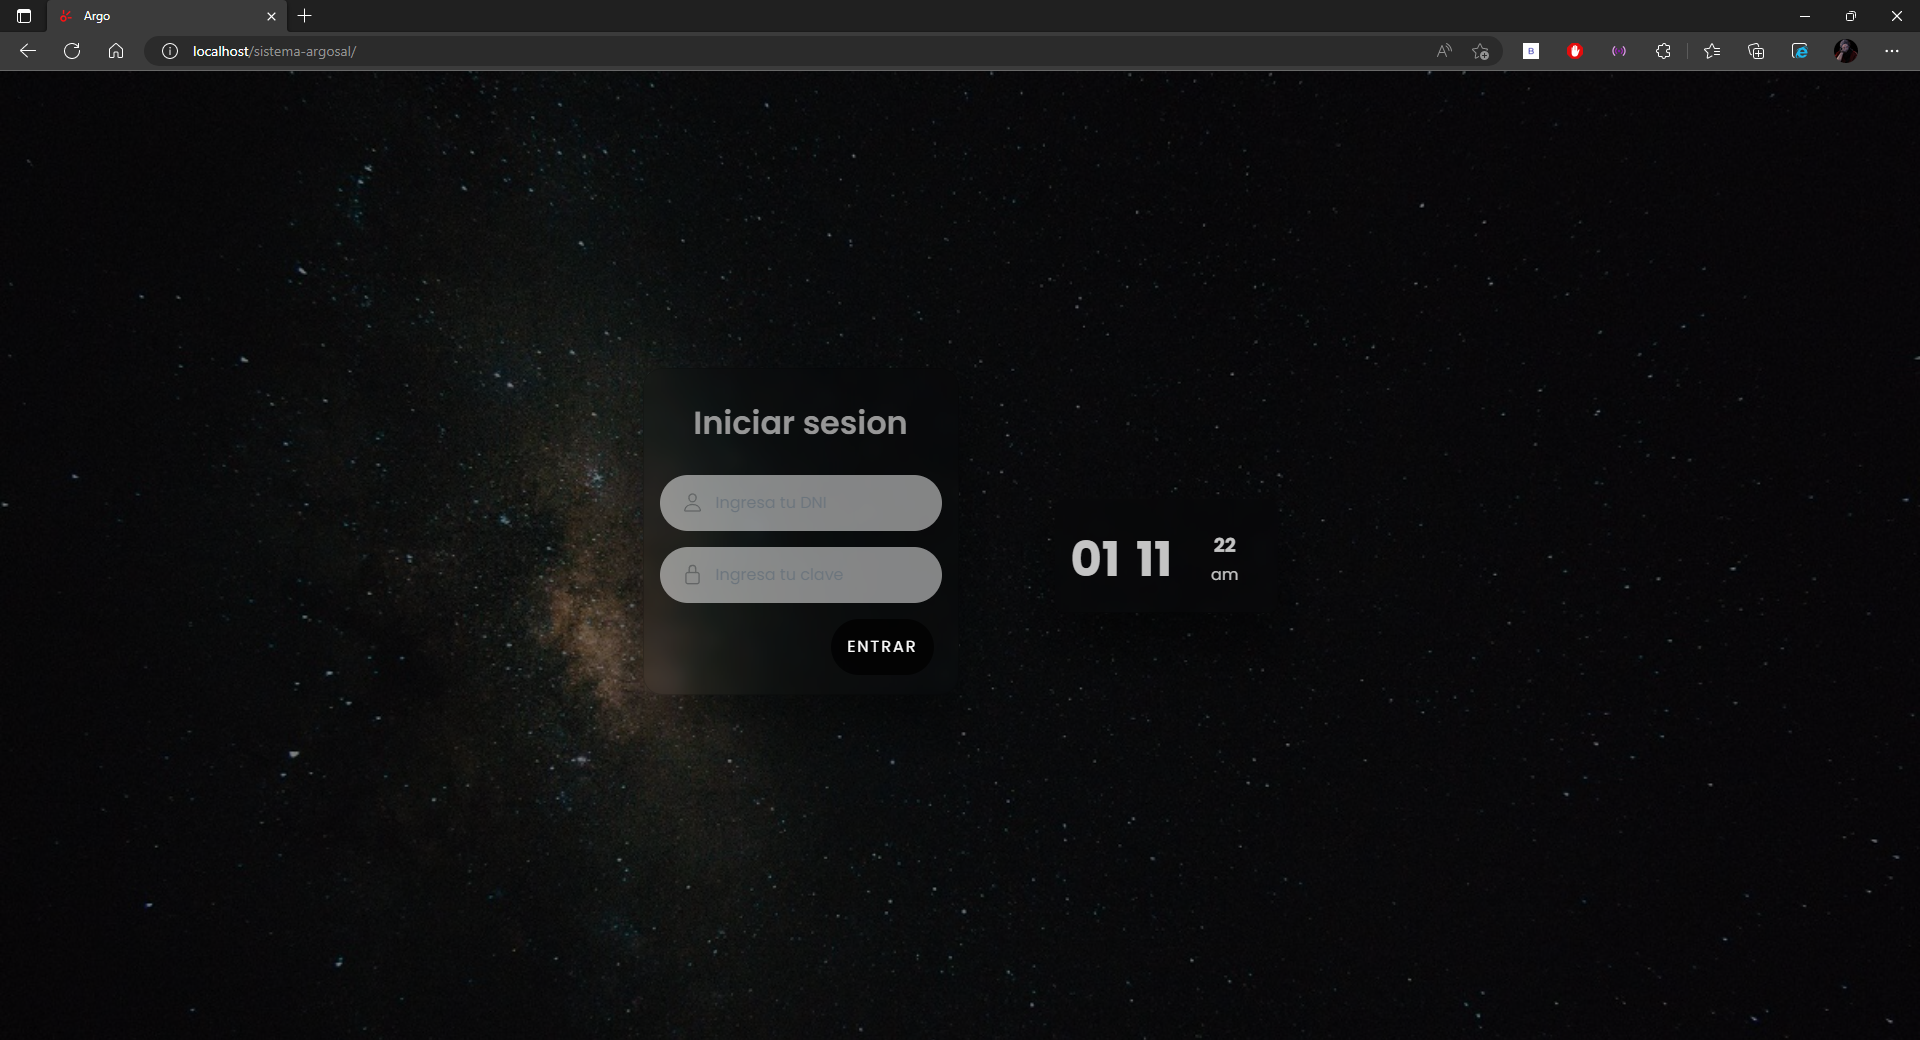 Argo
localhost/sistema-argosal/
Iniciar sesion
Ingresa tu DNI
Ingresa tu clave
ENTRAR
01 11 22
am